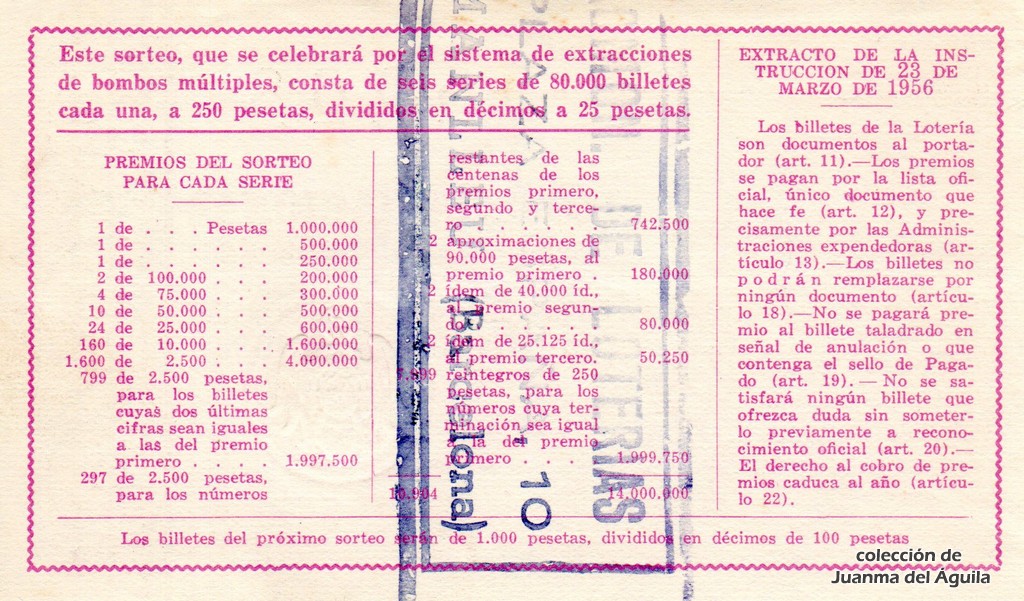 Este sorteo, que se celebrará por el sistema de extracciones
de bombos múltiples, consta de seis series de 80.000 billetes
cada una, a 250 pesetas, divididos en décimos a 25 pesetas.
PREMIOS DEL SORTEO
PARA CADA SERIE
1 de . . . Pesetas 1.000.000
1 de . . . . . . . 500.000
1 de . . . . . . . 250.000
2 de 100.000 . . . 200.000
4 de 75.000 . . . 300.000
10 de 50.000 . . . 500.000
24 de 25.000 . . . 600.000
160 de 10.000 . . . 1.600.000
1.600 de 2.500 . . . 4.000.000
799 de 2.500 pesetas,
para los billetes
cuyas dos últimas
cifras sean iguales
a las del premio
primero . . . . 1.997.500
297 de 2.500 pesetas,
para los números
restantes de las
centenas de los
premios primero,
segundo y terce-
ro . . . . . . 742.500
2 aproximaciones de
90.000 pesetas, al
premio primero . 180.000
2 ídem de 40.000 íd.,
al premio segun-
do . . . . . . 80.000
2 ídem de 25.125 íd.,
al premio tercero. 50.250
7.999 reintegros de 250
pesetas, para los
números cuya ter-
minación sea igual
a la del premio
primero . . . . 1.999.750
10.904 14.000.000
EXTRACTO DE LA INS-
TRUCCION DE 23 DE
MARZO DE 1956
Los billetes de la Lotería
son documentos al porta-
dor (art. 11).—Los premios
se pagan por la lista ofi-
cial, único documento que
hace fe (art. 12), y pre-
cisamente por las Adminis-
traciones expendedoras (ar-
tículo 13).—Los billetes no
podrán remplazarse por
ningún documento (artícu-
lo 18).—No se pagará pre-
mio al billete taladrado en
señal de anulación o que
contenga el sello de Paga-
do (art. 19).—No se sa-
tisfará ningún billete que
ofrezca duda sin someter-
lo previamente a recono-
cimiento oficial (art. 20).—
El derecho al cobro de pre-
mios caduca al año (artícu-
lo 22).
Los billetes del próximo sorteo serán de 1.000 pesetas, divididos en décimos de 100 pesetas
DE LOTERIAS
PLAZA 10
MANLLEU
(Barcelona)
colección de
Juanma del Águila